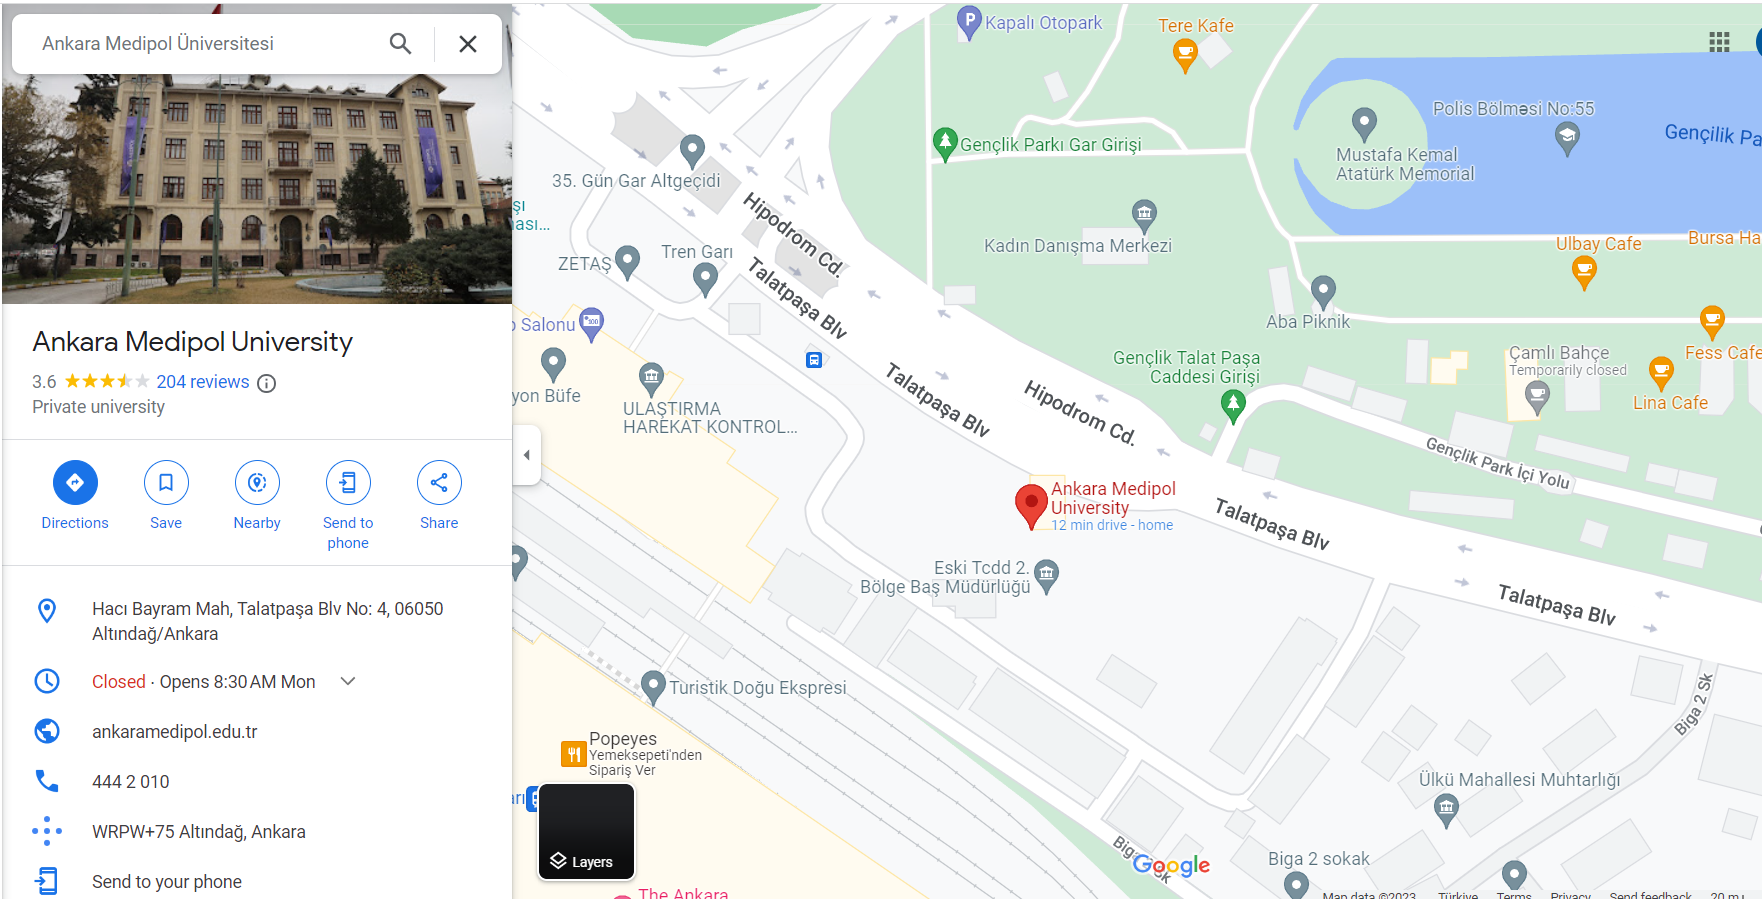 Ankara Medipol Üniversitesi
Ankara Medipol University
3.6
204 reviews
Private university
Directions
Save
Nearby
Send to
phone
Share
Hacı Bayram Mah, Talatpaşa Blv No: 4, 06050
Altındağ/Ankara
Closed · Opens 8:30 AM Mon
ankaramedipol.edu.tr
444 2 010
WRPW+75 Altındağ, Ankara
Send to your phone
P
Kapalı Otopark
Tere Kafe
Polis Bölməsi No:55
Gençilik Pa
Mustafa Kemal
Atatürk Memorial
Gençlik Parkı Gar Girişi
35. Gün Gar Altgeçidi
Hipodrom Cd.
Kadın Danışma Merkezi
Ulbay Cafe
Bursa Ha
Tren Garı
ZETAŞ
Talatpaşa Blv
Aba Piknik
Salonu
Gençlik Talat Paşa
Caddesi Girişi
Çamlı Bahçe
Temporarily closed
Fess Cafe
Lina Cafe
yon Büfe
ULAŞTIRMA
HAREKAT KONTROL...
Talatpaşa Blv
Hipodrom Cd.
Gençlik Park İçi Yolu
Ankara Medipol
University
12 min drive - home
Talatpaşa Blv
Eski Tcdd 2.
Bölge Baş Müdürlüğü
Talatpaşa Blv
Turistik Doğu Ekspresi
Biga 2 Sk
Popeyes
Yemeksepeti'nden
Sipariş Ver
Ülkü Mahallesi Muhtarlığı
Layers
Google
Biga 2 sokak
The Ankara
Map data ©2023
Türkiye
Terms
Privacy
Send feedback
20 m